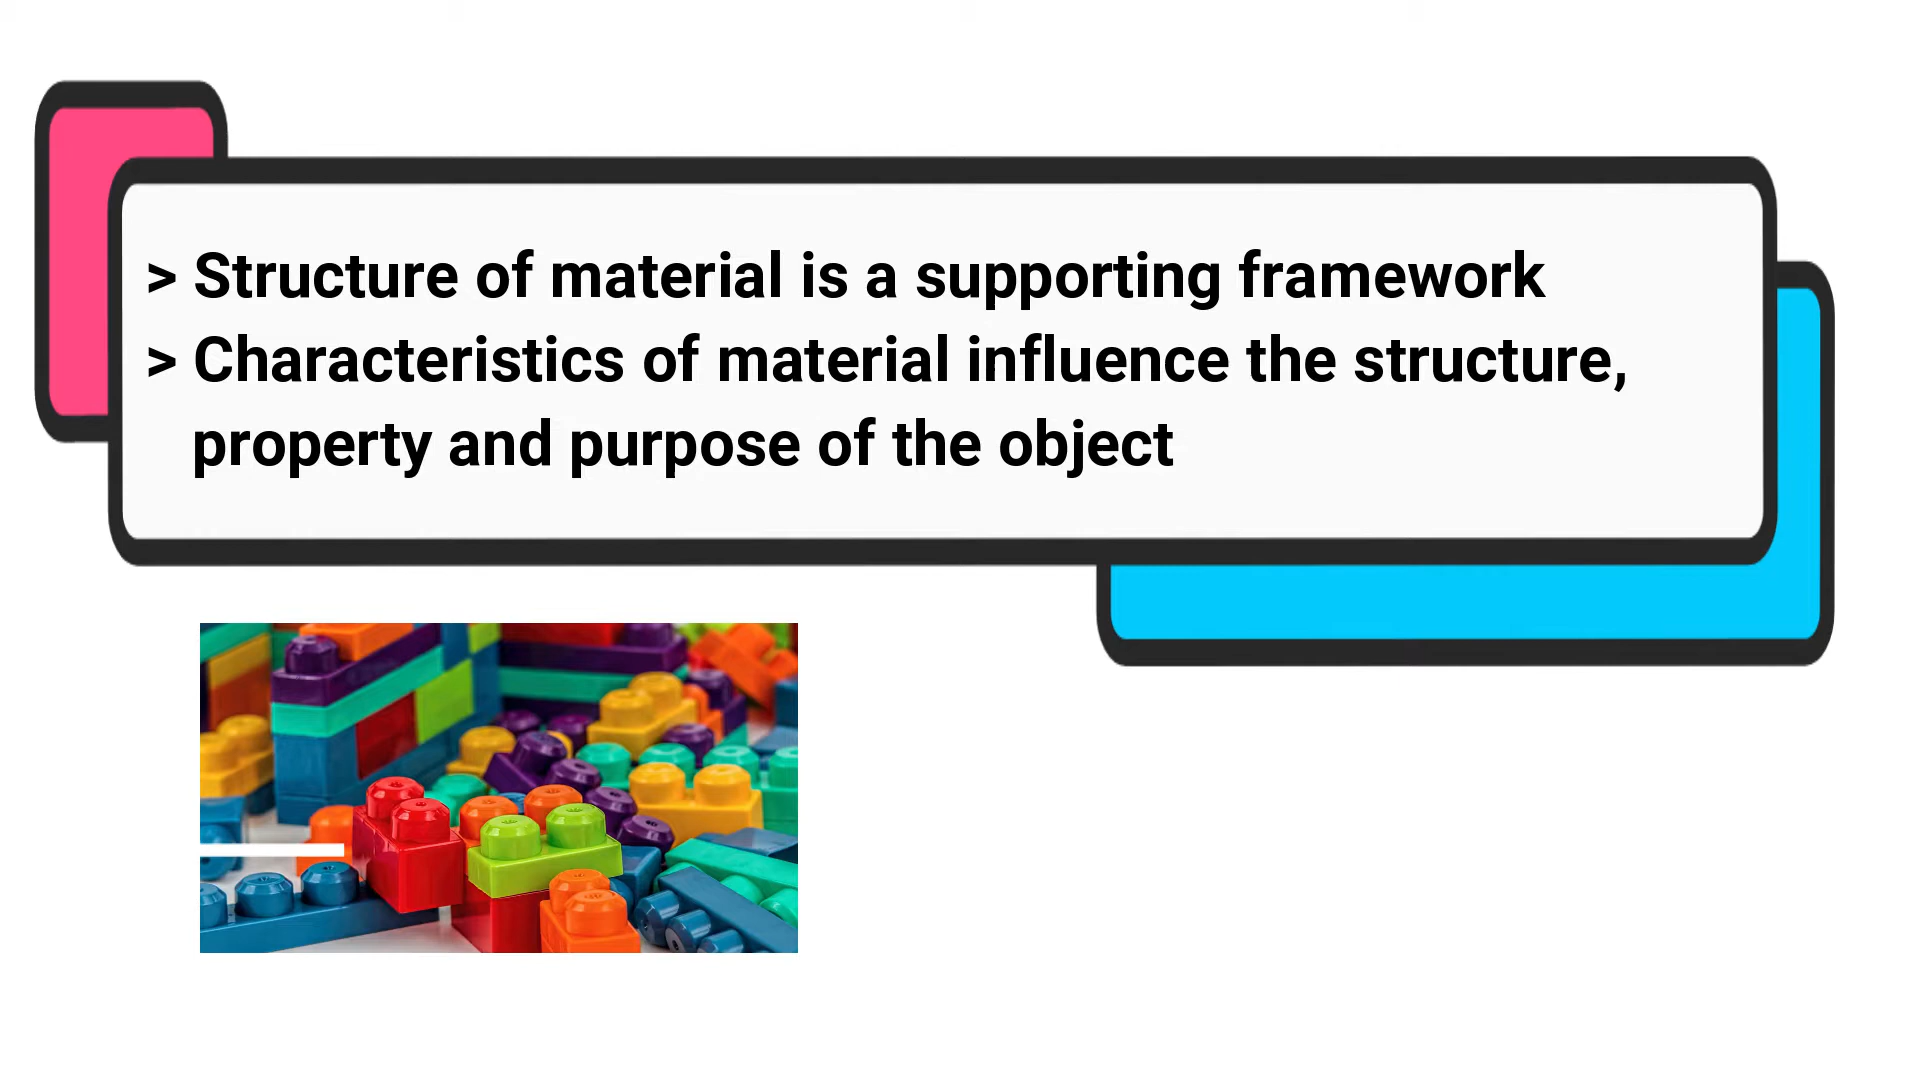 > Structure of material is a supporting framework
> Characteristics of material influence the structure,
property and purpose of the object